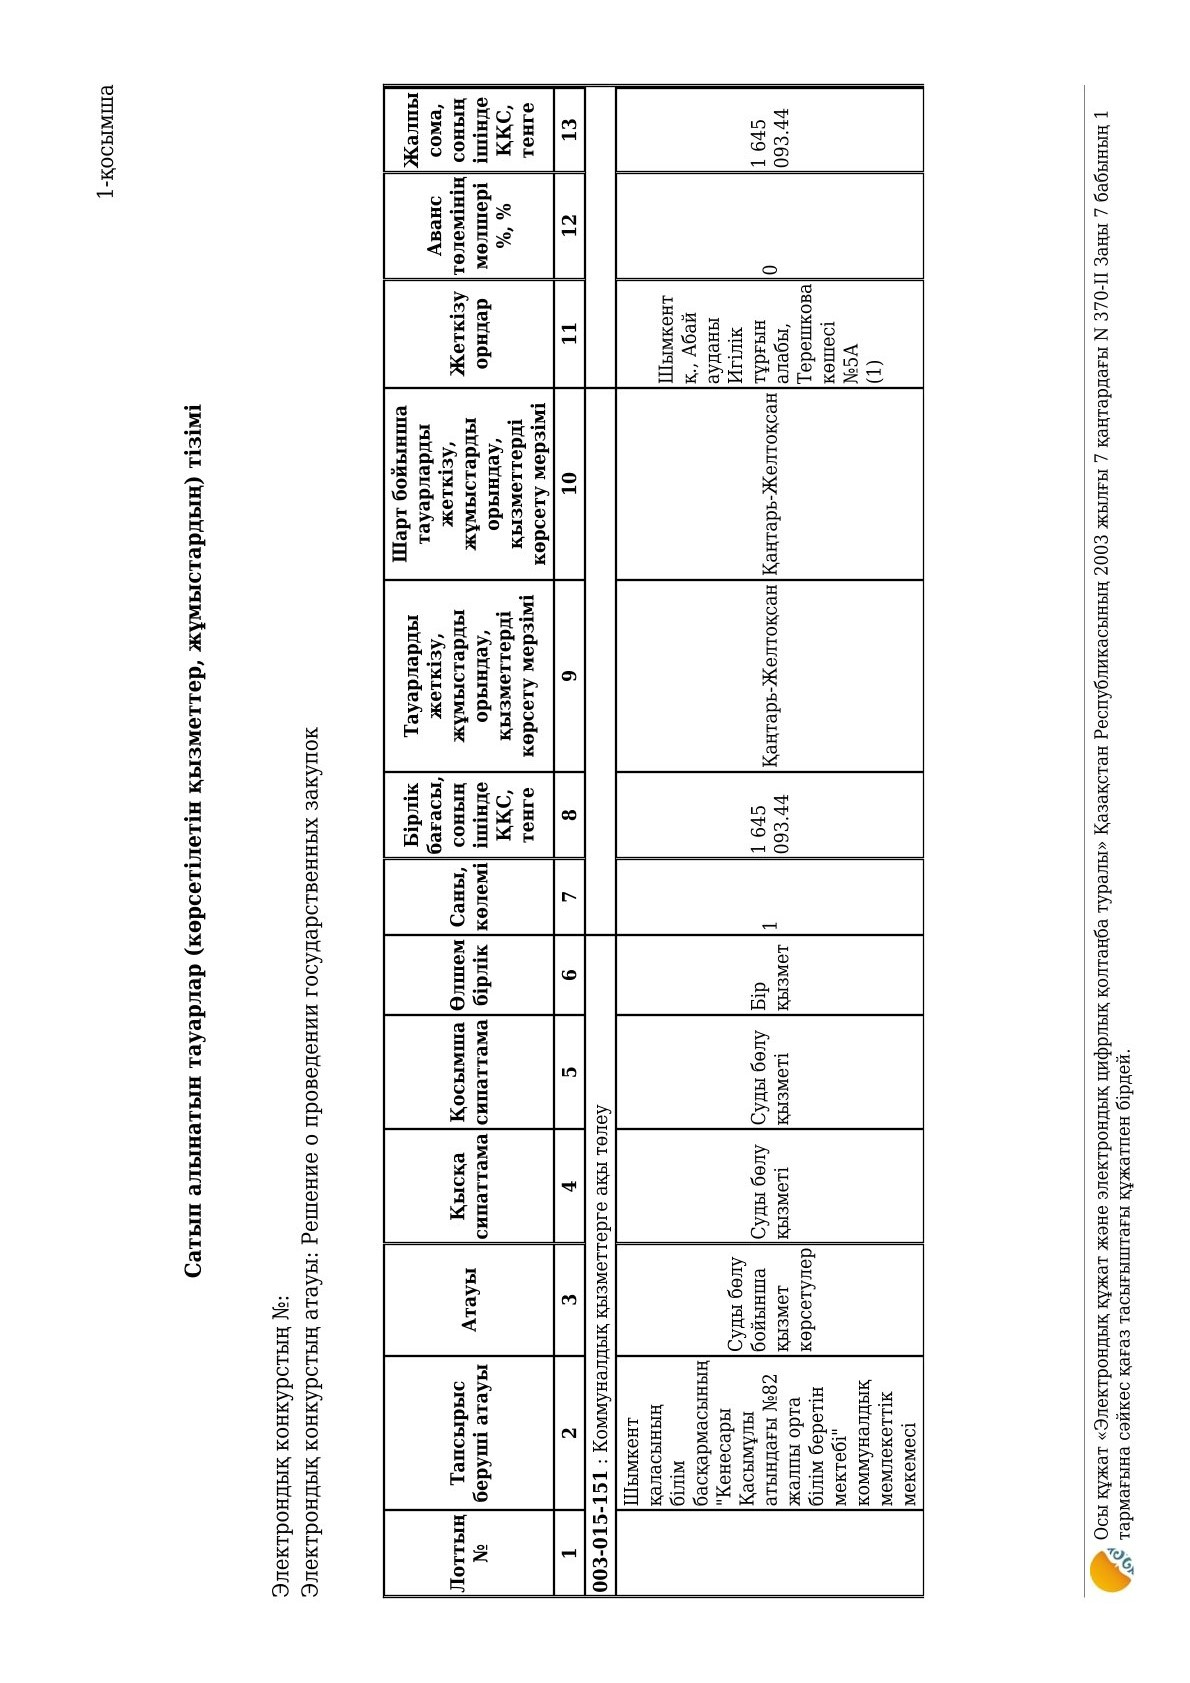 1-қосымша
Сатып алынатын тауарлар (көрсетілетін қызметтер, жұмыстардың) тізімі
Электрондық конкурстың №:
Электрондық конкурстың атауы: Решение о проведении государственных закупок
Лоттың
№
Тапсырыс
беруші атауы
Атауы
Қысқа
сипаттама
Қосымша
сипаттама
Өлшем
бірлік
Саны,
көлемі
Бірлік
бағасы,
соның
ішінде
ҚҚС,
тенге
Тауарларды
жеткізу,
жұмыстарды
орындау,
қызметтерді
көрсету мерзімі
Шарт бойынша
тауарларды
жеткізу,
жұмыстарды
орындау,
қызметтерді
көрсету мерзімі
Жеткізу
орндар
Аванс
төлемінің
мөлшері
%, %
Жалпы
сома,
соның
ішінде
ҚҚС,
тенге
1 2 3 4 5 6 7 8 9 10 11 12 13
003-015-151 : Коммуналдық қызметтерге ақы төлеу
Шымкент
қаласының
білім
басқармасының
"Кенесары
Қасымұлы
атындағы №82
жалпы орта
білім беретін
мектебі"
коммуналдық
мемлекеттік
мекемесі
Суды бөлу
бойынша
қызмет
көрсетулер
Суды бөлу
қызметі
Суды бөлу
қызметі
Бір
қызмет
1
1 645
093.44
Қаңтарь-Желтоқсан
Қаңтарь-Желтоқсан
Шымкент
қ., Абай
ауданы
Игілік
тұрғын
алабы,
Терешкова
көшесі
№5А
(1)
0
1 645
093.44
Осы құжат «Электрондық құжат және электрондық цифрлық қолтаңба туралы» Қазақстан Республикасының 2003 жылғы 7 қаңтардағы N 370-II Заңы 7 бабының 1
тармағына сәйкес қағаз тасығыштағы құжатпен бірдей.